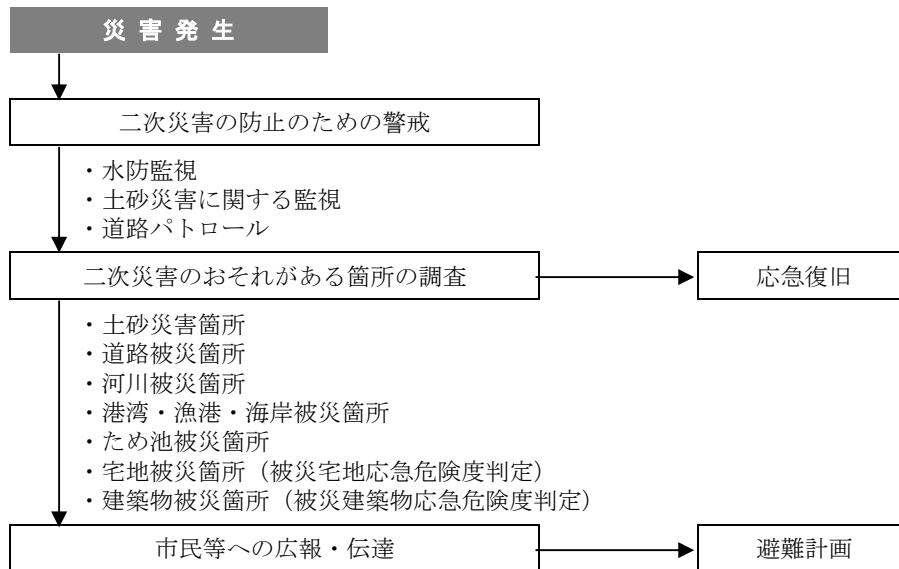 災 害 発 生
二次災害の防止のための警戒
・水防監視
・土砂災害に関する監視
・道路パトロール
二次災害のおそれがある箇所の調査
応急復旧
・土砂災害箇所
・道路被災箇所
・河川被災箇所
・港湾・漁港・海岸被災箇所
・ため池被災箇所
・宅地被災箇所（被災宅地応急危険度判定）
・建築物被災箇所（被災建築物応急危険度判定）
市民等への広報・伝達
避難計画